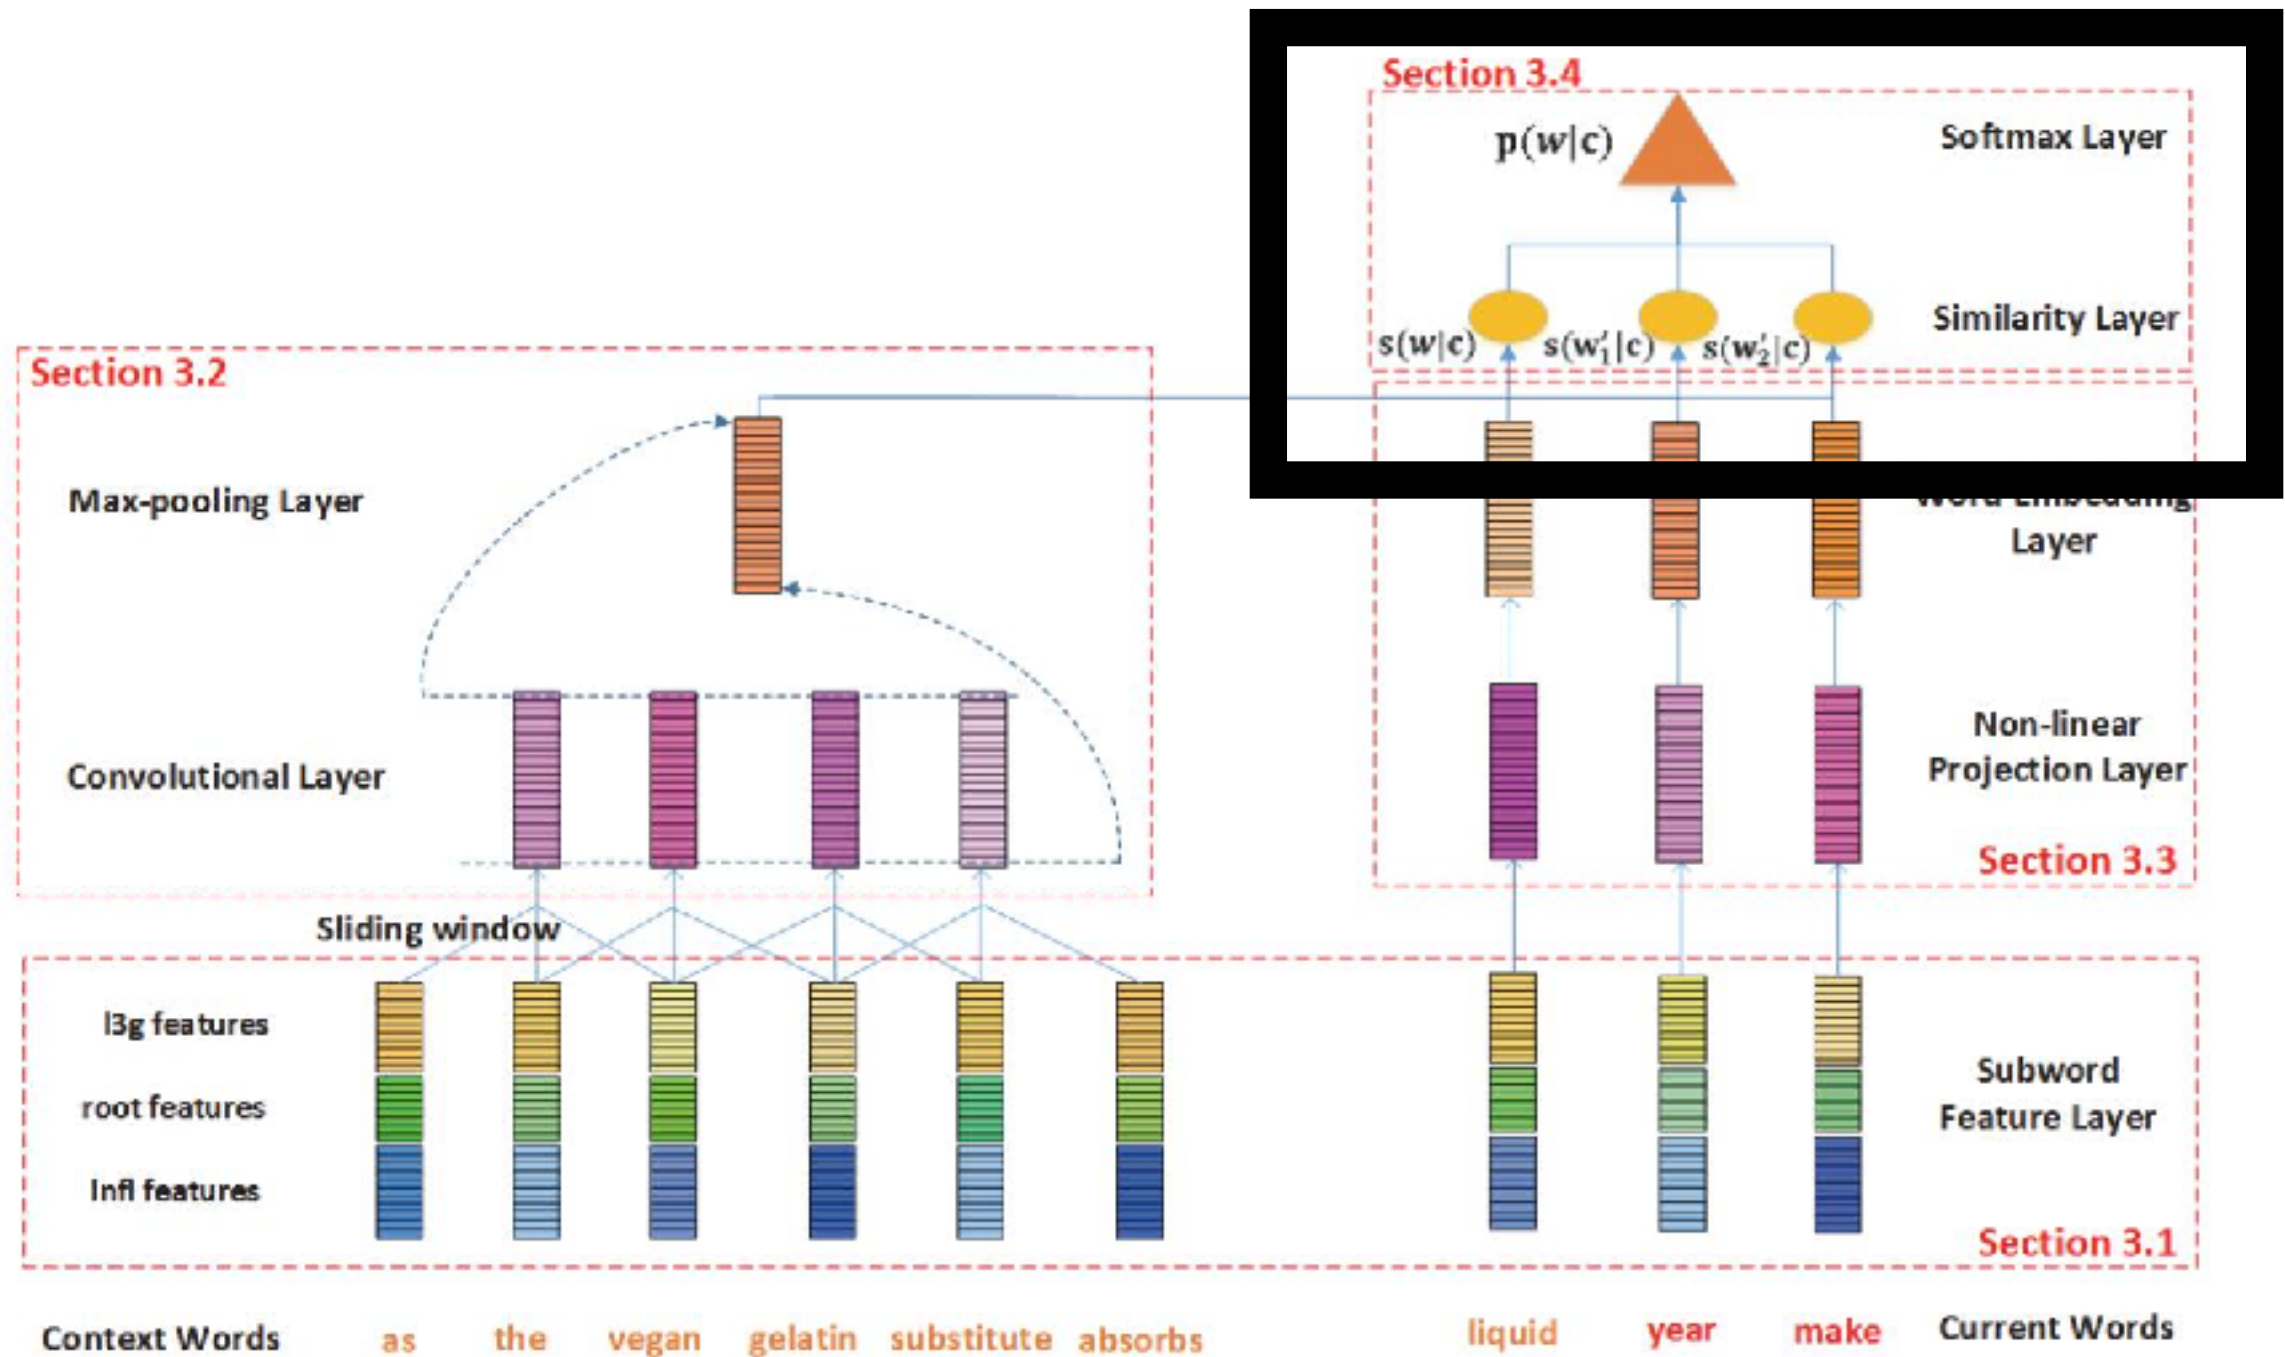 Section 3.4
p(w|c)
Softmax Layer
Similarity Layer
s(w|c)
s(w′₁|c)
s(w′₂|c)
Section 3.2
Max-pooling Layer
Word Embedding
Layer
Convolutional Layer
Non-linear
Projection Layer
Section 3.3
Sliding window
l3g features
root features
Infl features
Subword
Feature Layer
Section 3.1
Context Words as the vegan gelatin substitute absorbs liquid year make Current Words